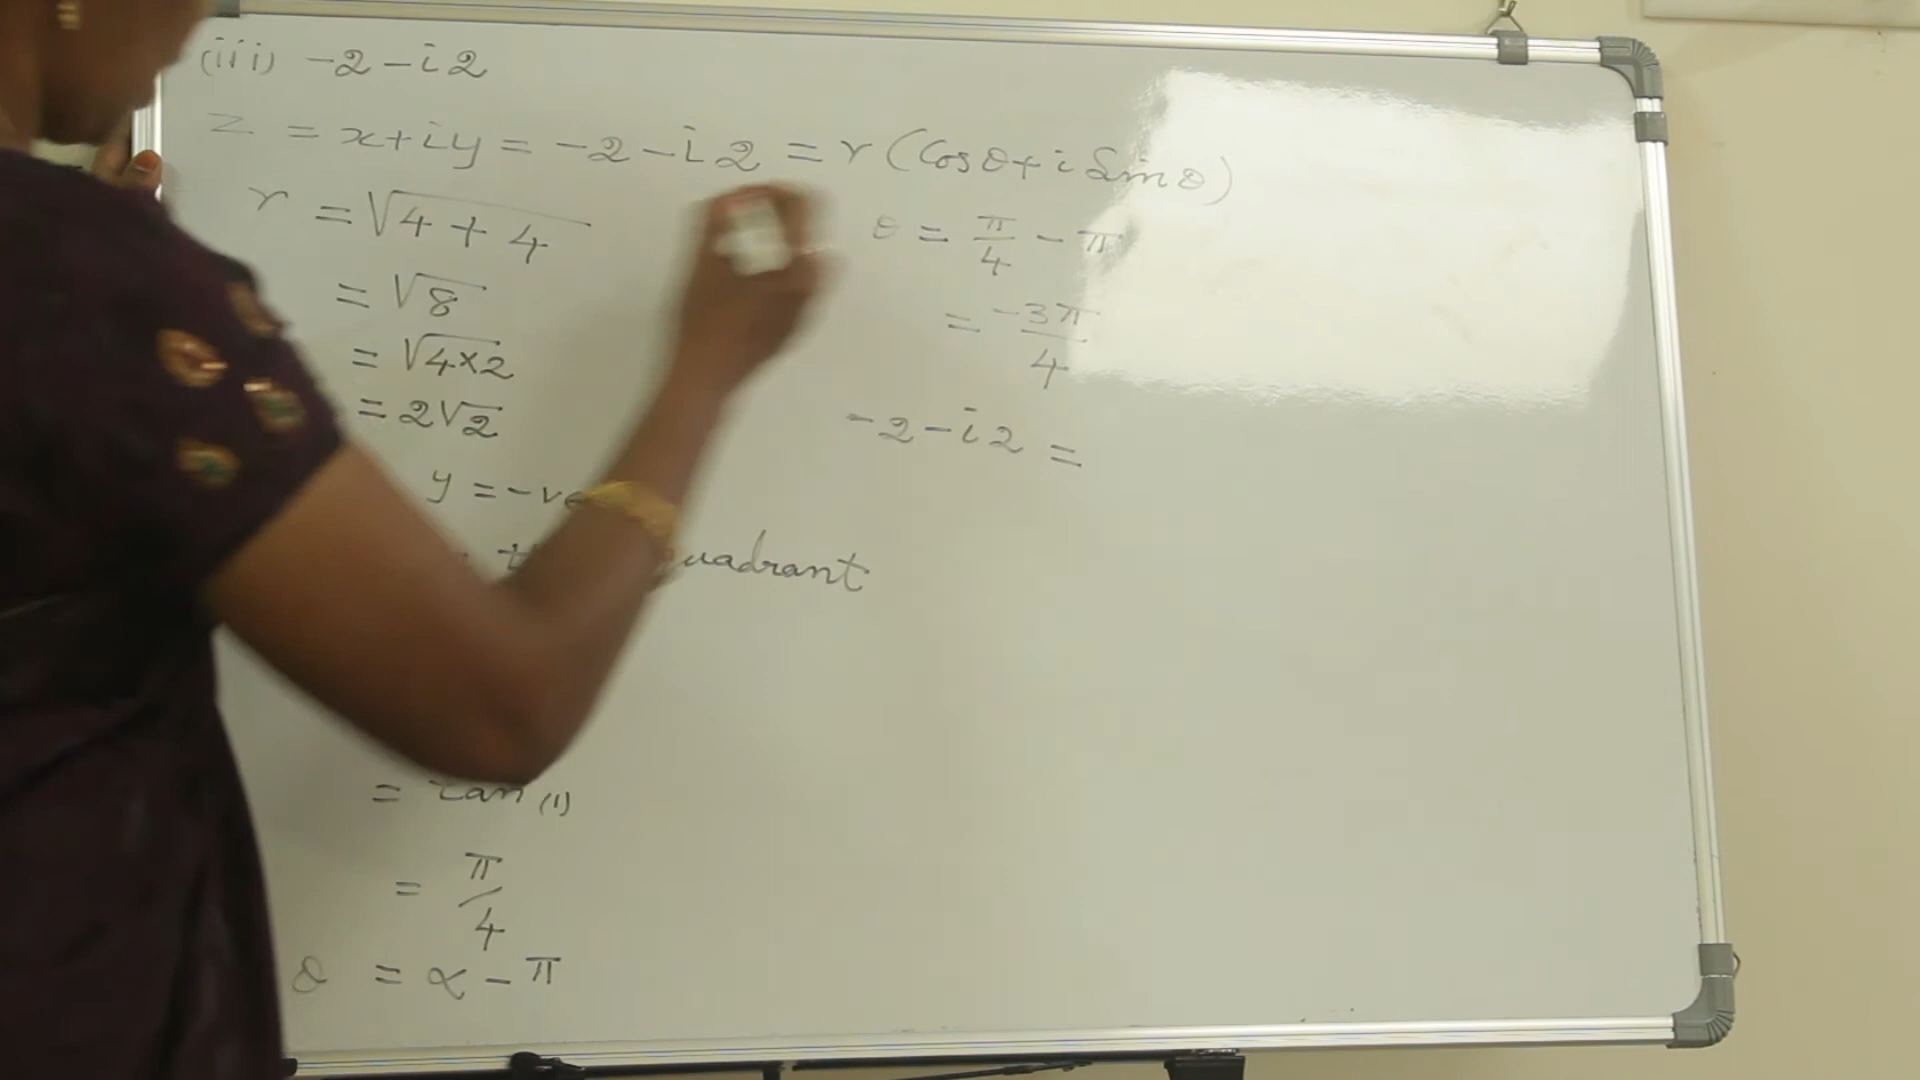 (iii) -2-i2
z = x+iy = -2-i2 = r(Cosθ+iSinθ)
r = √4+4
= √8
= √4×2
= 2√2
y = -ve
quadrant
= tan (1)
= π/4
θ = α - π
θ = π/4 - π
= -3π/4
-2-i2 =